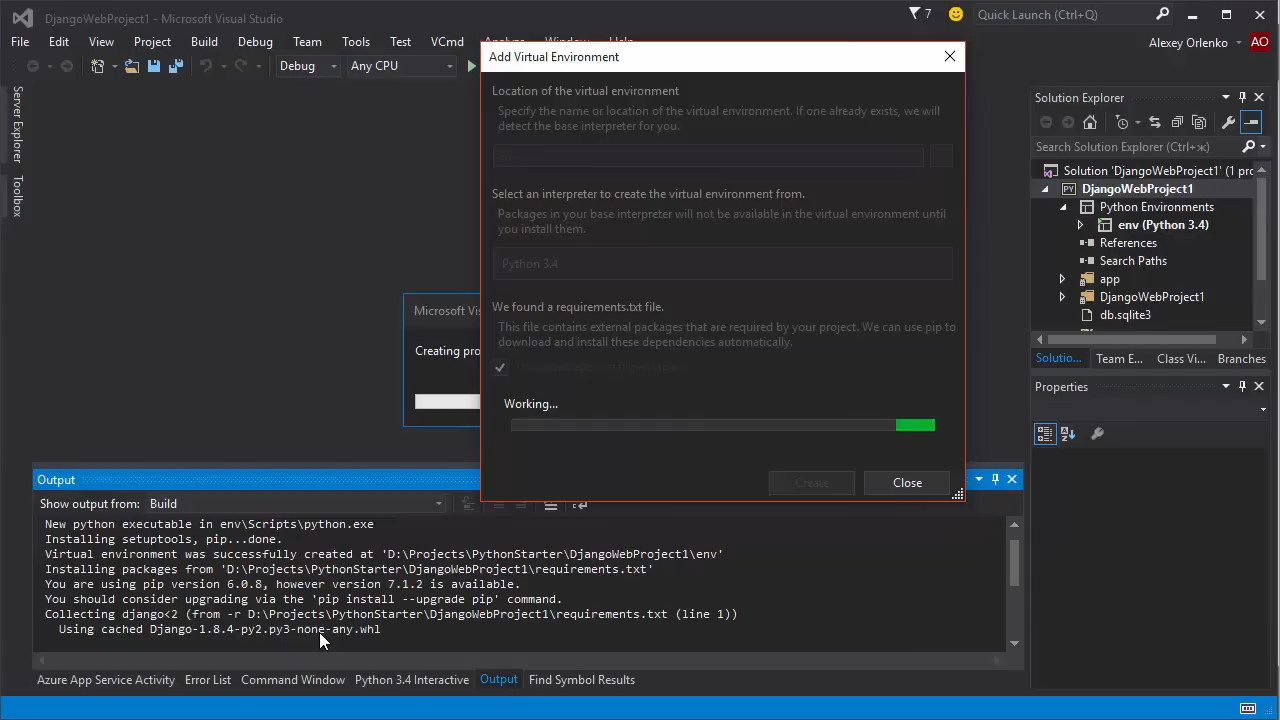 DjangoWebProject1 - Microsoft Visual Studio
7
Quick Launch (Ctrl+Q)
File Edit View Project Build Debug Team Tools Test VCmd Analyze Window Help
Alexey Orlenko
AO
Debug
Any CPU
Server Explorer
Toolbox
Add Virtual Environment
Location of the virtual environment
Specify the name or location of the virtual environment. If one already exists, we will
detect the base interpreter for you.
Select an interpreter to create the virtual environment from.
Packages in your base interpreter will not be available in the virtual environment until
you install them.
Python 3.4
We found a requirements.txt file.
This file contains external packages that are required by your project. We can use pip to
download and install these dependencies automatically.
Working...
Create
Close
Microsoft Vis
Creating pro
Solution Explorer
Search Solution Explorer (Ctrl+ж)
Solution 'DjangoWebProject1' (1 prc
PY DjangoWebProject1
Python Environments
env (Python 3.4)
References
Search Paths
app
DjangoWebProject1
db.sqlite3
Solutio... Team E... Class Vi... Branches
Properties
Output
Show output from: Build
New python executable in env\Scripts\python.exe
Installing setuptools, pip...done.
Virtual environment was successfully created at 'D:\Projects\PythonStarter\DjangoWebProject1\env'
Installing packages from 'D:\Projects\PythonStarter\DjangoWebProject1\requirements.txt'
You are using pip version 6.0.8, however version 7.1.2 is available.
You should consider upgrading via the 'pip install --upgrade pip' command.
Collecting django<2 (from -r D:\Projects\PythonStarter\DjangoWebProject1\requirements.txt (line 1))
Using cached Django-1.8.4-py2.py3-none-any.whl
Azure App Service Activity Error List Command Window Python 3.4 Interactive Output Find Symbol Results